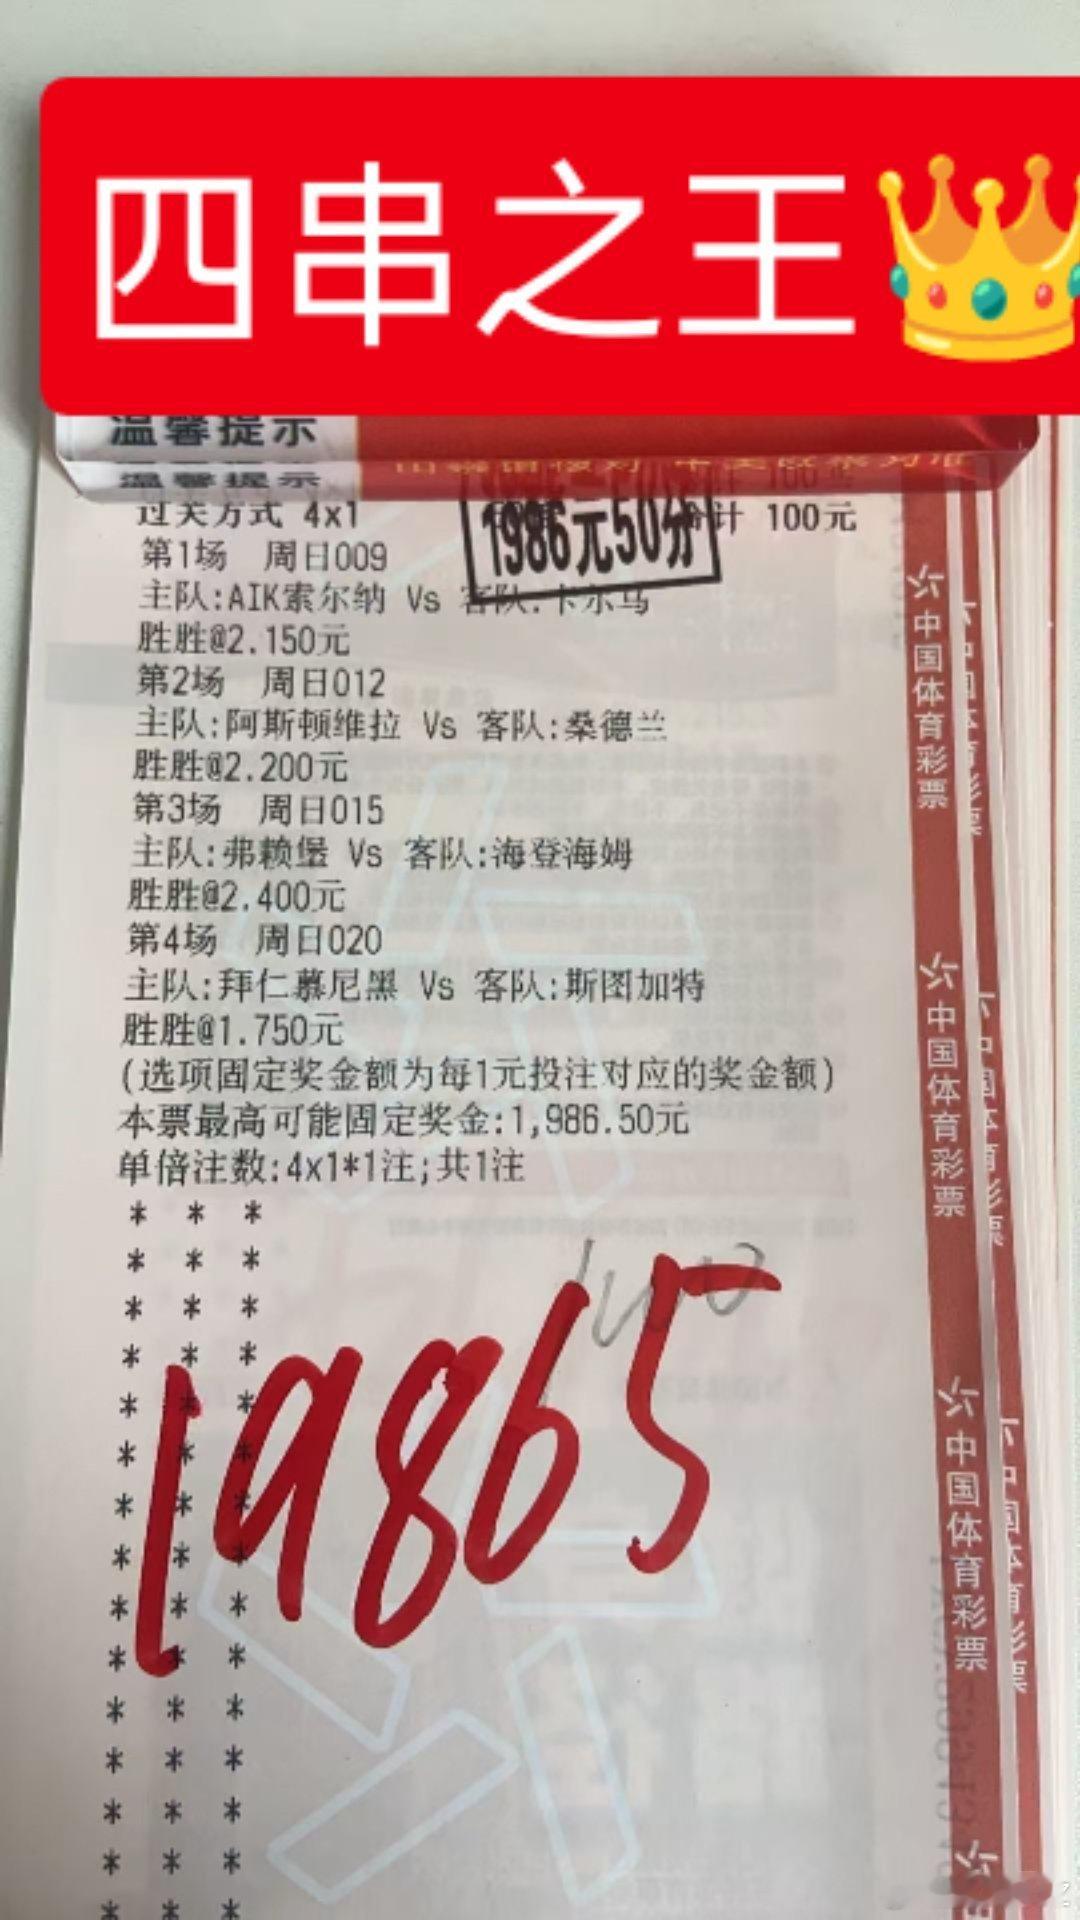 四串之王
温馨提示
温馨提示
过关方式 4x1
1986元50分
合计 100元
第1场 周日009
主队:AIK索尔纳 Vs 客队:卡尔马
胜胜@2.150元
第2场 周日012
主队:阿斯顿维拉 Vs 客队:桑德兰
胜胜@2.200元
第3场 周日015
主队:弗赖堡 Vs 客队:海登海姆
胜胜@2.400元
第4场 周日020
主队:拜仁慕尼黑 Vs 客队:斯图加特
胜胜@1.750元
(选项固定奖金额为每1元投注对应的奖金额)
本票最高可能固定奖金:1,986.50元
单倍注数:4x1*1注;共1注
19865
中国体育彩票
中国体育彩票
中国体育彩票